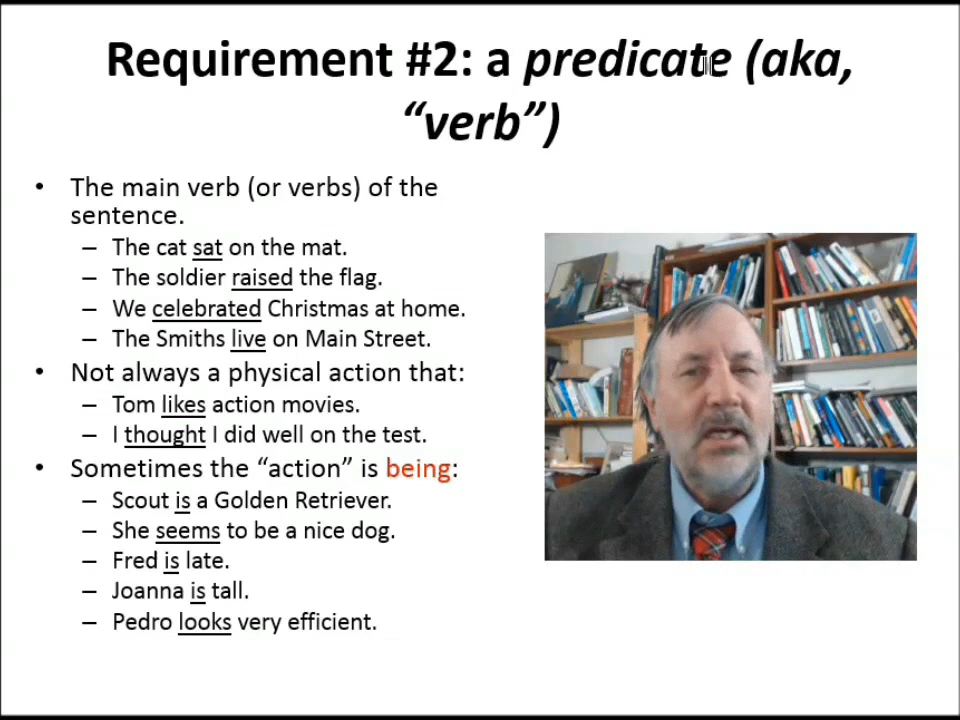 Requirement #2: a predicate (aka,
“verb”)
• The main verb (or verbs) of the
sentence.
– The cat sat on the mat.
– The soldier raised the flag.
– We celebrated Christmas at home.
– The Smiths live on Main Street.
• Not always a physical action that:
– Tom likes action movies.
– I thought I did well on the test.
• Sometimes the “action” is being:
– Scout is a Golden Retriever.
– She seems to be a nice dog.
– Fred is late.
– Joanna is tall.
– Pedro looks very efficient.